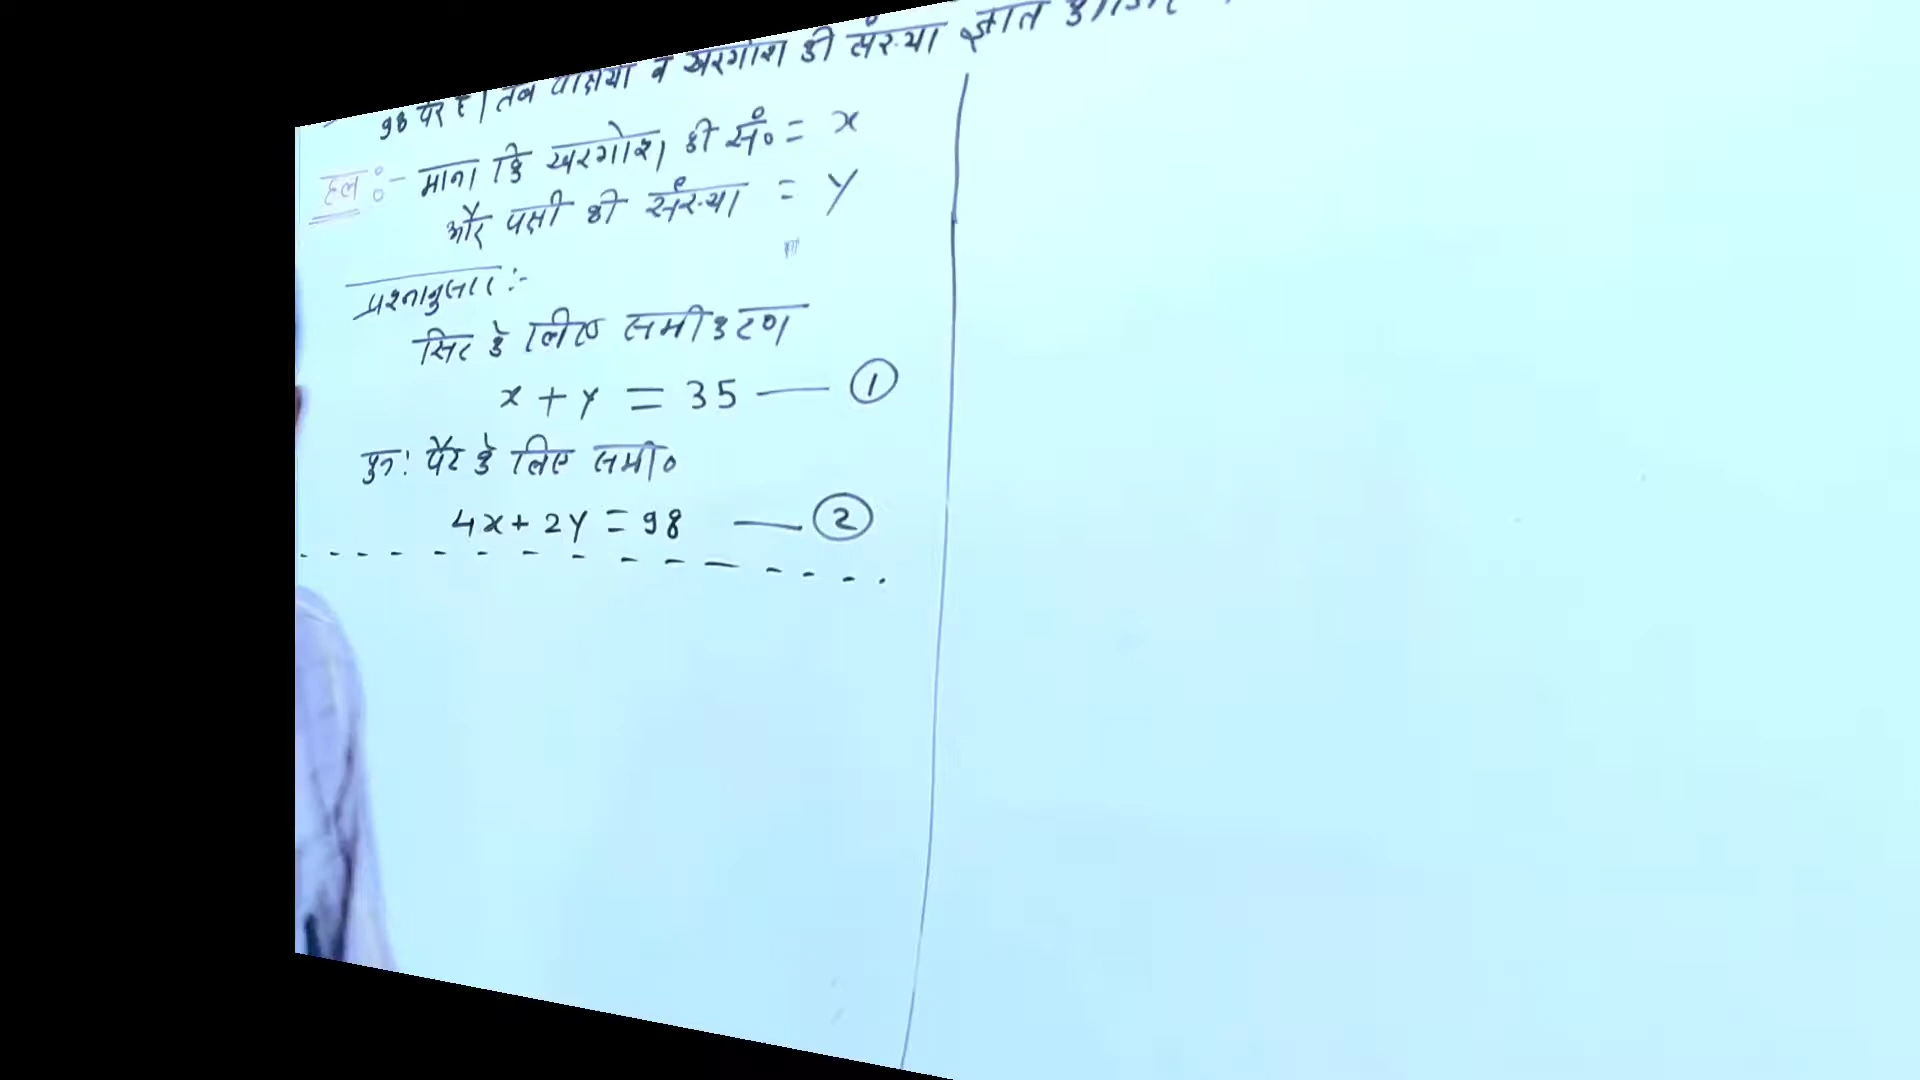 98 पैर है। तब पक्षियों व खरगोश की संख्या ज्ञात
हल :- माना कि खरगोश की सं० = x
और पक्षी की संख्या = y
प्रश्नानुसार :-
सिर के लिए समीकरण
x + y = 35 — ①
पुन: पैर के लिए समी०
4x + 2y = 98 — ②